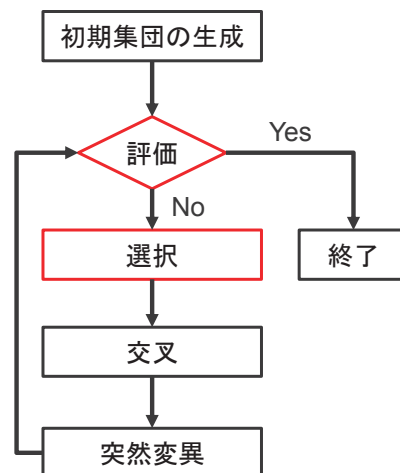 初期集団の生成
評価
Yes
No
選択
終了
交叉
突然変異